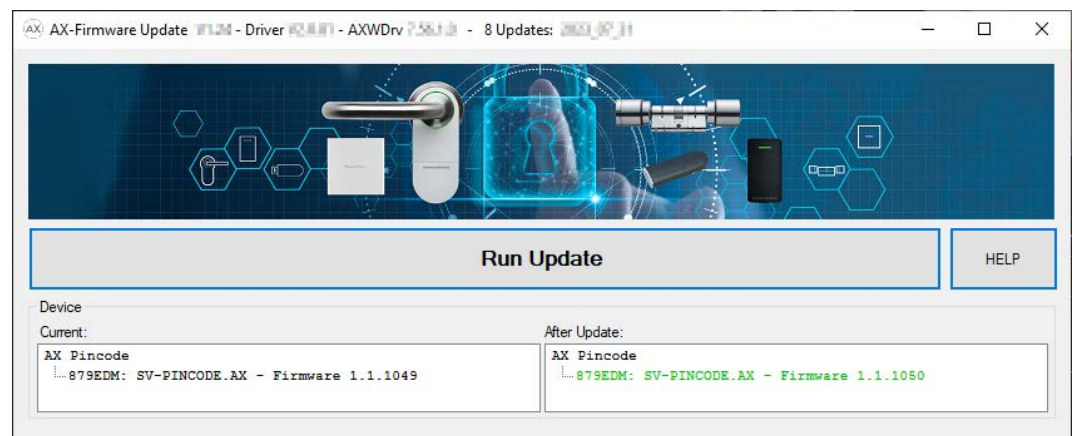 AX AX-Firmware Update - Driver - AXWDrv - 8 Updates:
Run Update
HELP
Device
Current:
After Update:
AX Pincode
879EDM: SV-PINCODE.AX - Firmware 1.1.1049
AX Pincode
879EDM: SV-PINCODE.AX - Firmware 1.1.1050